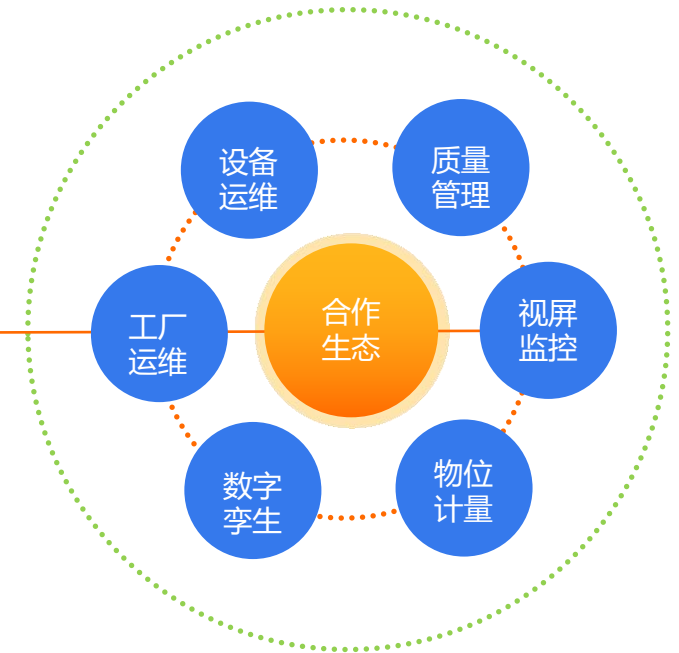 设备
运维
质量
管理
工厂
运维
合作
生态
视屏
监控
数字
孪生
物位
计量